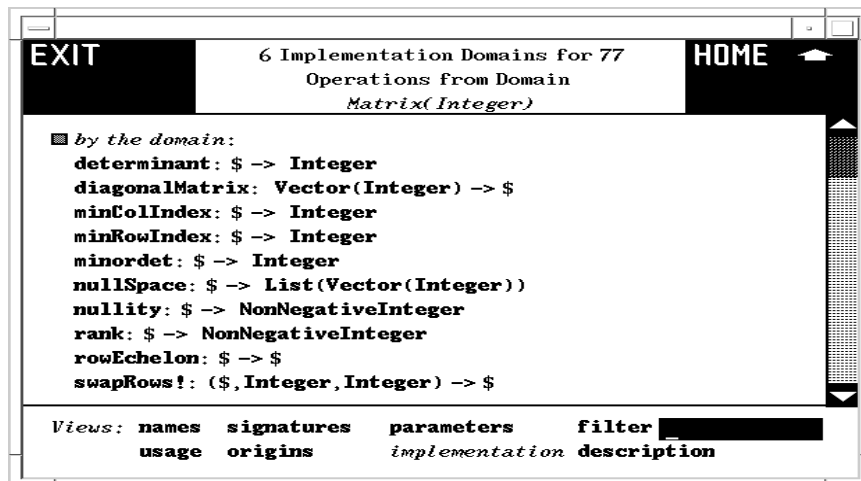 EXIT
6 Implementation Domains for 77
Operations from Domain
Matrix(Integer)
HOME
by the domain:
determinant: $ -> Integer
diagonalMatrix: Vector(Integer) -> $
minColIndex: $ -> Integer
minRowIndex: $ -> Integer
minordet: $ -> Integer
nullSpace: $ -> List(Vector(Integer))
nullity: $ -> NonNegativeInteger
rank: $ -> NonNegativeInteger
rowEchelon: $ -> $
swapRows!: ($,Integer,Integer) -> $
Views: names signatures parameters filter _
usage origins implementation description